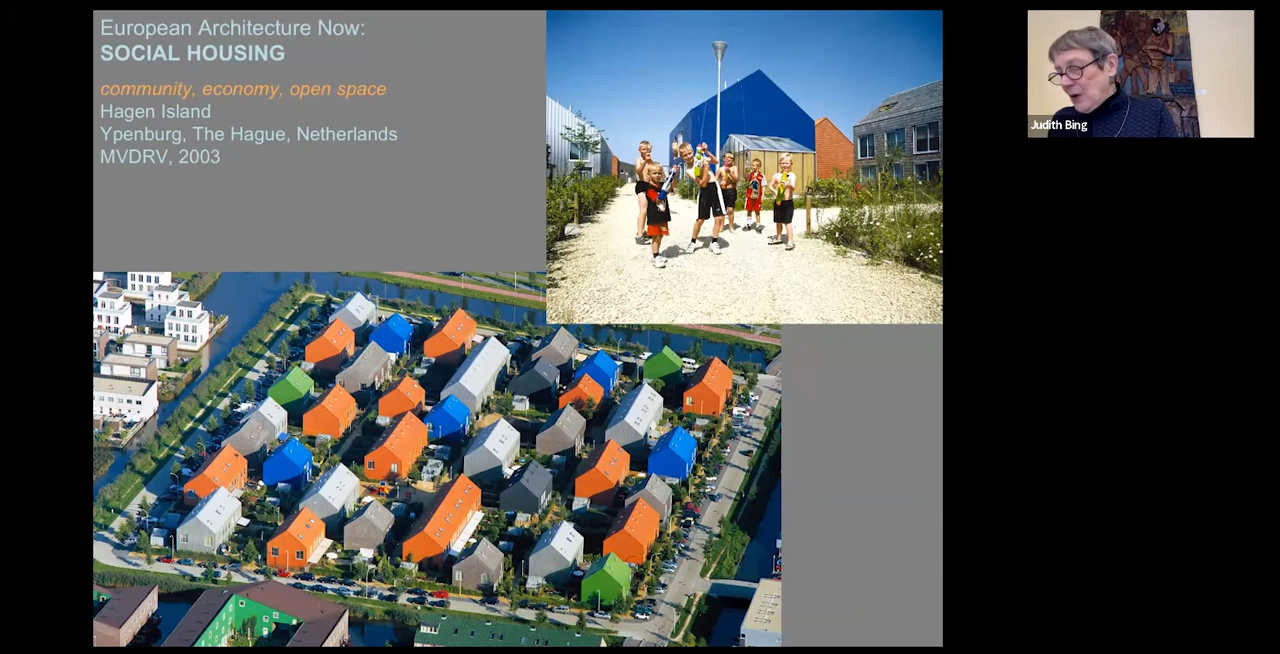 European Architecture Now:
SOCIAL HOUSING
community, economy, open space
Hagen Island
Ypenburg, The Hague, Netherlands
MVDRV, 2003
Judith Bing